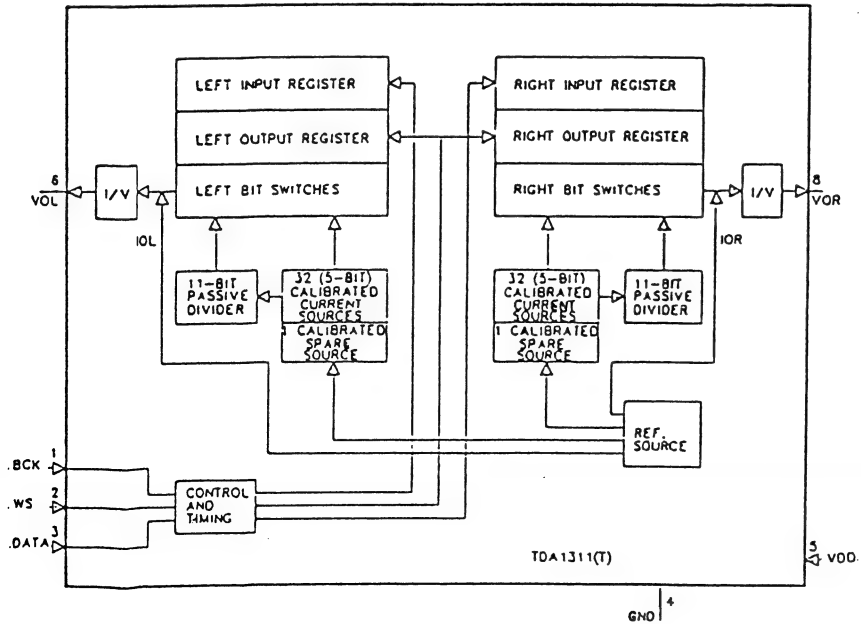 LEFT INPUT REGISTER
RIGHT INPUT REGISTER
LEFT OUTPUT REGISTER
RIGHT OUTPUT REGISTER
6
VOL
I/V
LEFT BIT SWITCHES
RIGHT BIT SWITCHES
I/V
8
VOR
IOL
IOR
11-BIT
PASSIVE
DIVIDER
32 (5-BIT)
CALIBRATED
CURRENT
SOURCES
1 CALIBRATED
SPARE
SOURCE
32 (5-BIT)
CALIBRATED
CURRENT
SOURCES
1 CALIBRATED
SPARE
SOURCE
11-BIT
PASSIVE
DIVIDER
REF.
SOURCE
1
BCK
2
WS
3
DATA
CONTROL
AND
TIMING
TDA1311(T)
5
VDD
4
GND